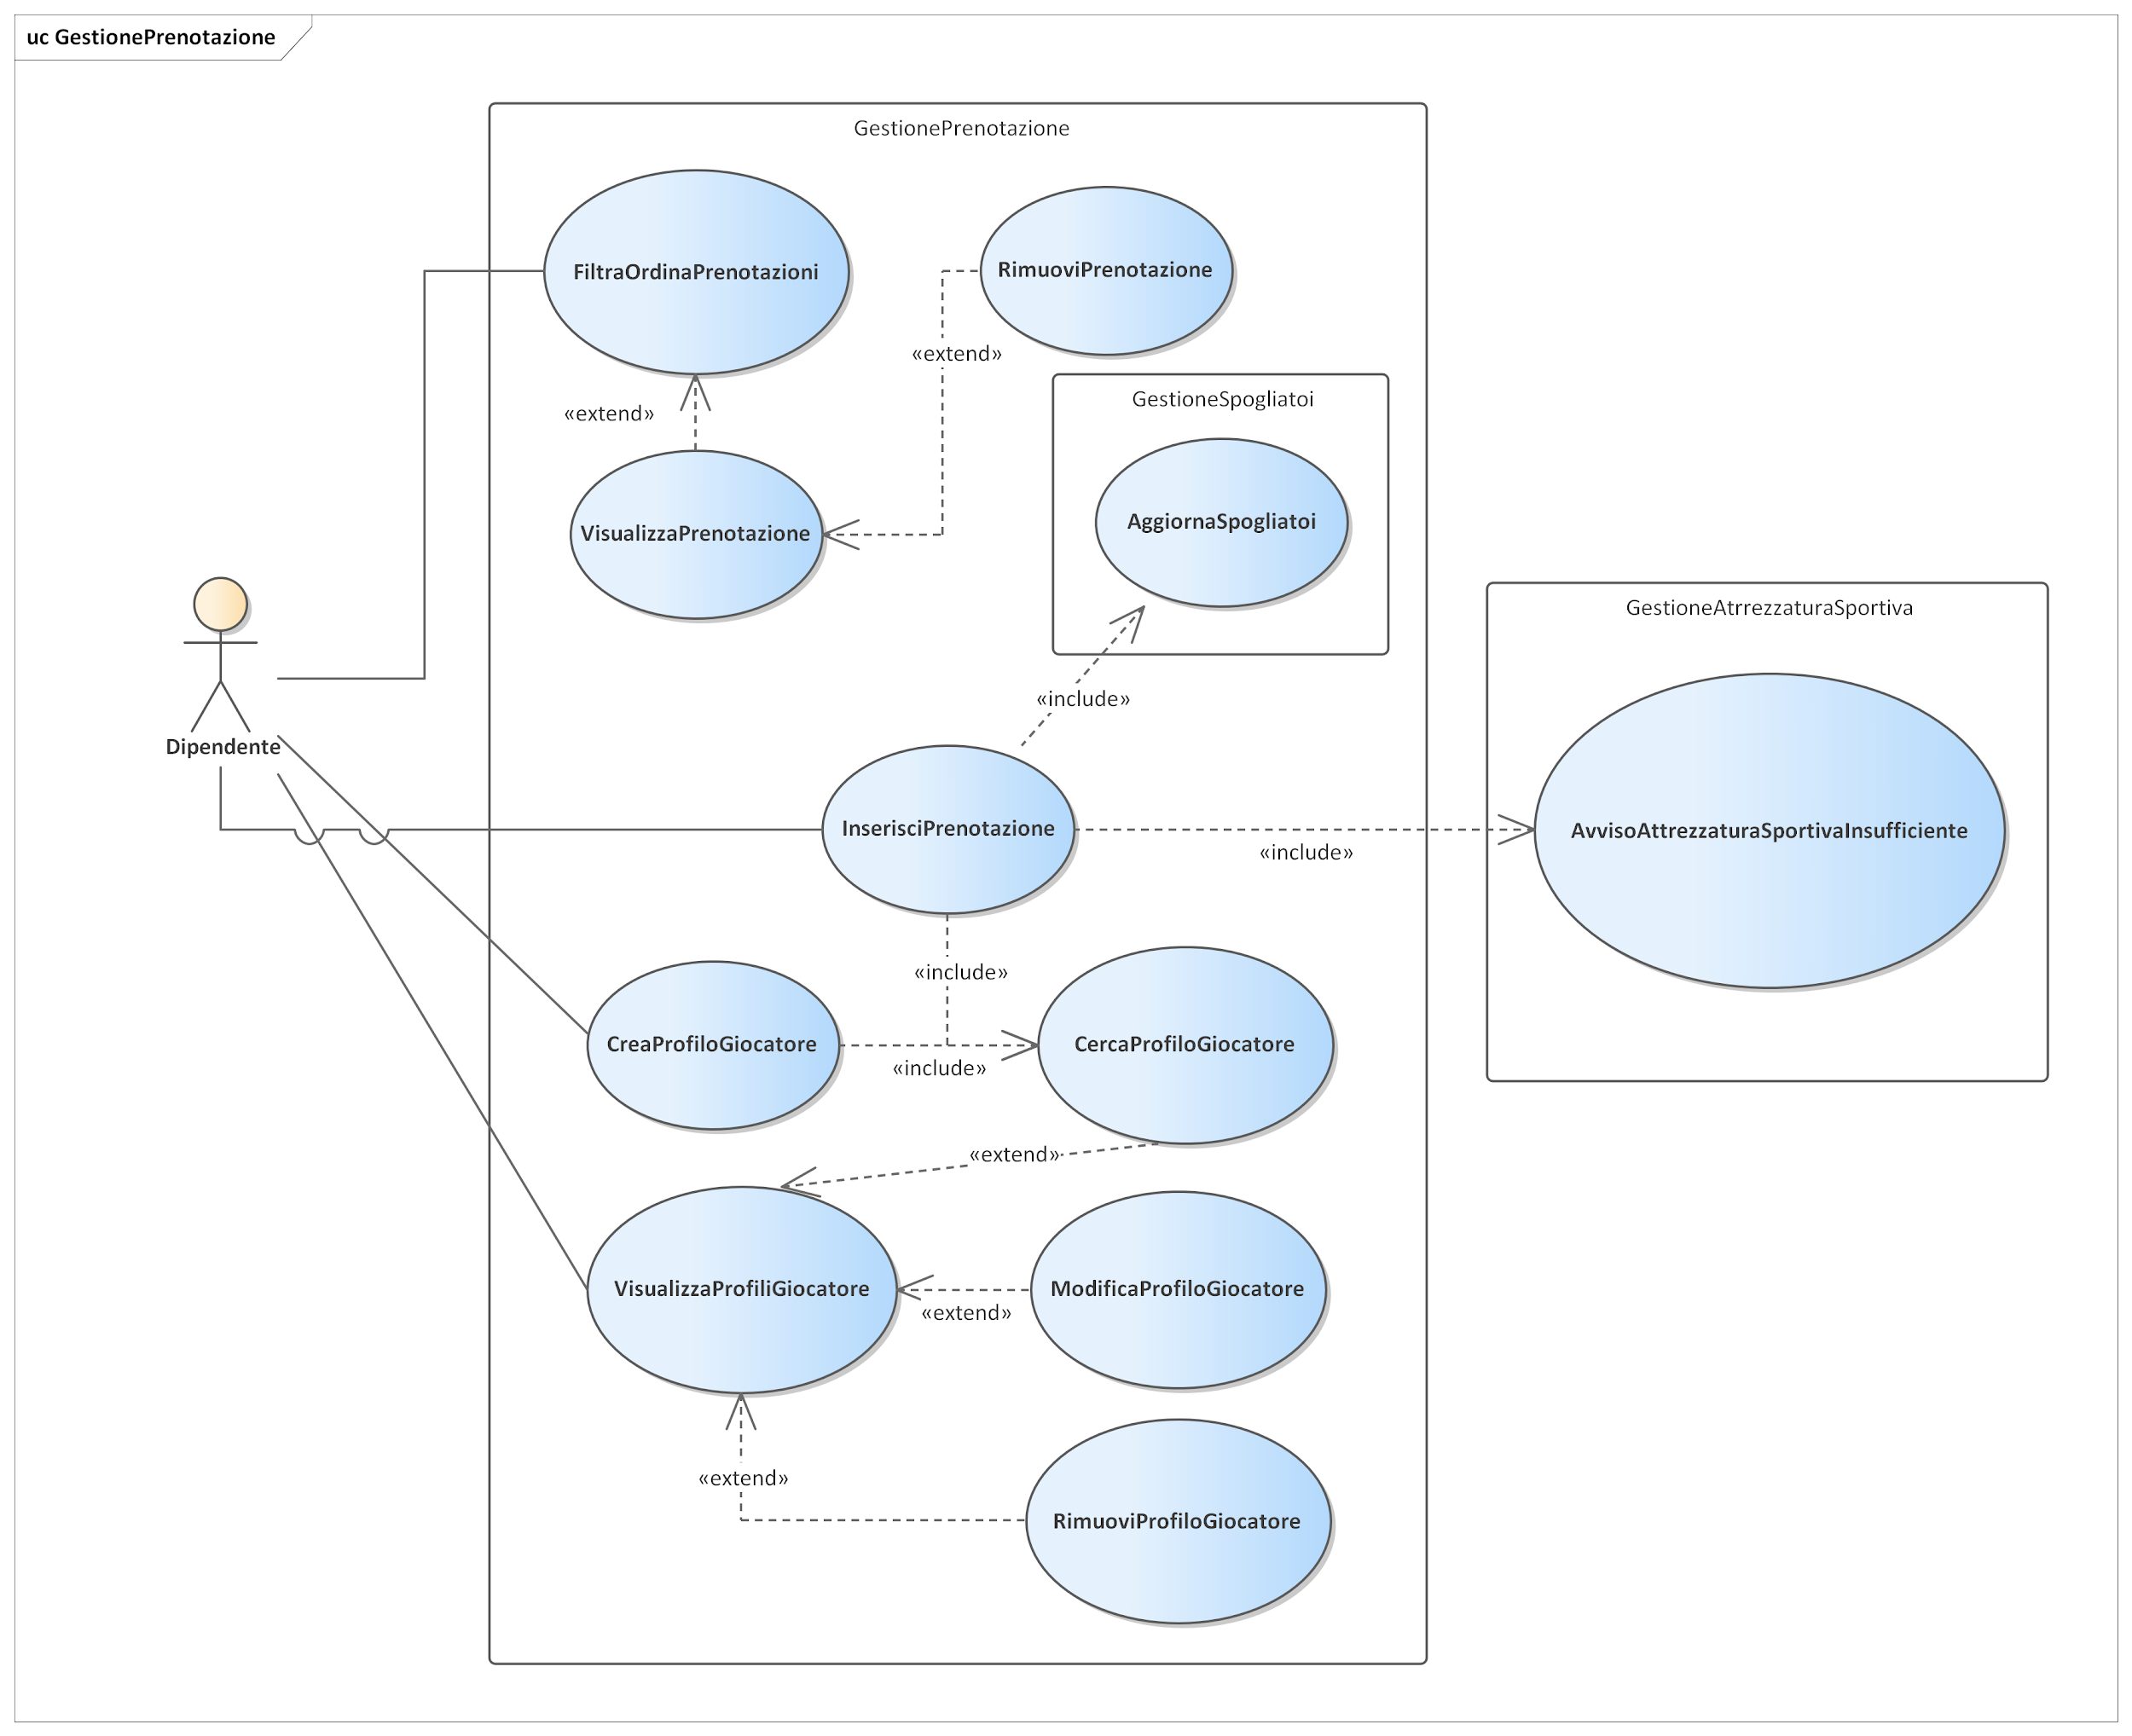 uc GestionePrenotazione
GestionePrenotazione
FiltraOrdinaPrenotazioni
RimuoviPrenotazione
«extend»
«extend»
GestioneSpogliatoi
AggiornaSpogliatoi
VisualizzaPrenotazione
GestioneAtrrezzaturaSportiva
Dipendente
«include»
InserisciPrenotazione
AvvisoAttrezzaturaSportivaInsufficiente
«include»
«include»
CreaProfiloGiocatore
CercaProfiloGiocatore
«include»
«extend»
VisualizzaProfiliGiocatore
ModificaProfiloGiocatore
«extend»
«extend»
RimuoviProfiloGiocatore